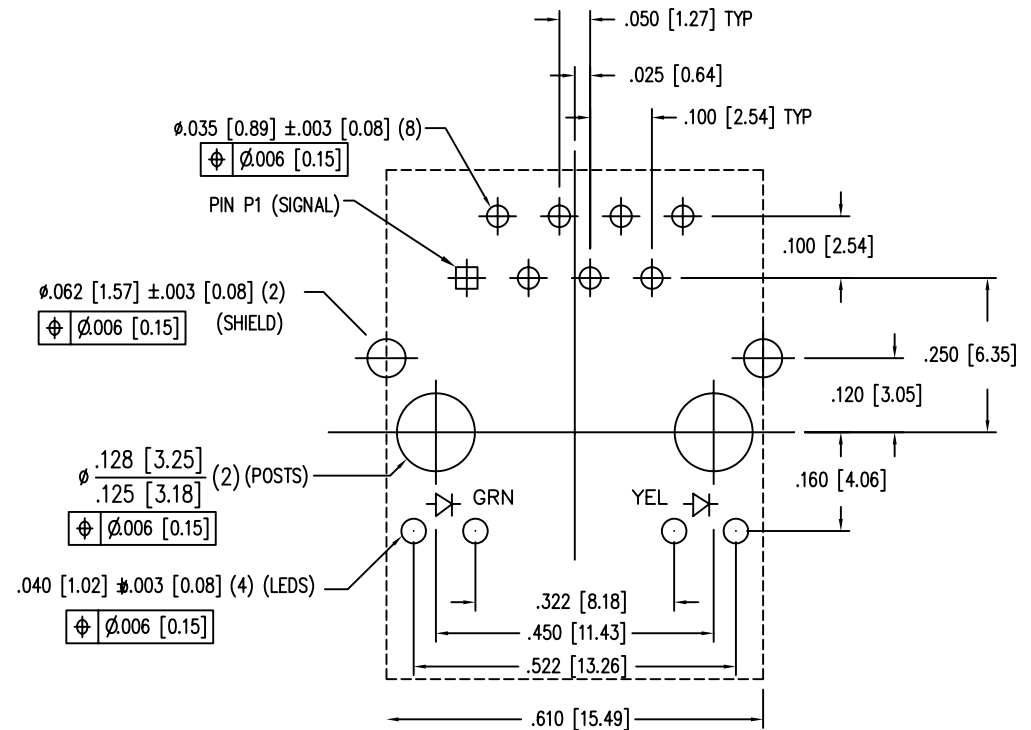 .050 [1.27] TYP
.025 [0.64]
.100 [2.54] TYP
ø.035 [0.89] ±.003 [0.08] (8)
⌖ Ø.006 [0.15]
PIN P1 (SIGNAL)
.100 [2.54]
ø.062 [1.57] ±.003 [0.08] (2)
(SHIELD)
⌖ Ø.006 [0.15]
.250 [6.35]
.120 [3.05]
ø .128 [3.25]
.125 [3.18]
(2) (POSTS)
⌖ Ø.006 [0.15]
.160 [4.06]
GRN
YEL
.040 [1.02] ±.003 [0.08] (4) (LEDS)
⌖ Ø.006 [0.15]
.322 [8.18]
.450 [11.43]
.522 [13.26]
.610 [15.49]